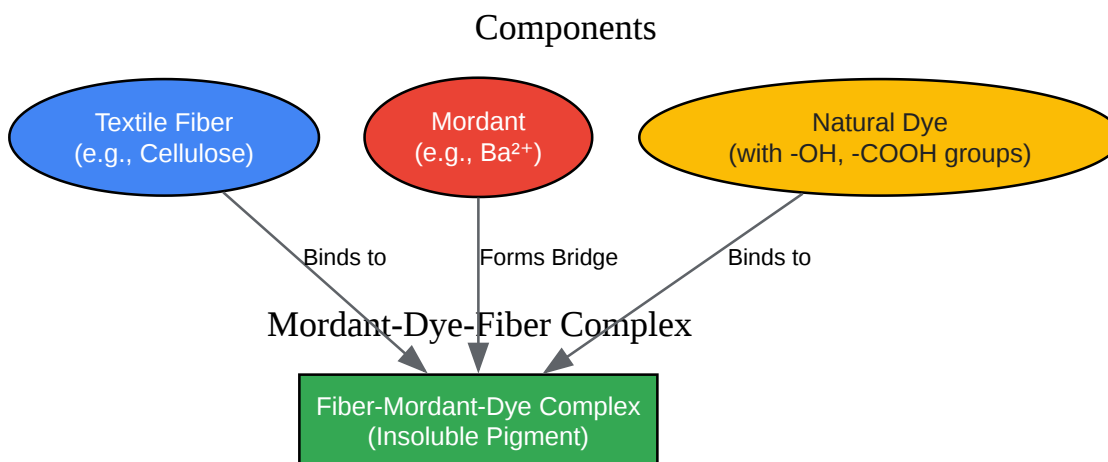 Components
Textile Fiber
(e.g., Cellulose)
Mordant
(e.g., Ba²⁺)
Natural Dye
(with -OH, -COOH groups)
Binds to
Forms Bridge
Binds to
Mordant-Dye-Fiber Complex
Fiber-Mordant-Dye Complex
(Insoluble Pigment)